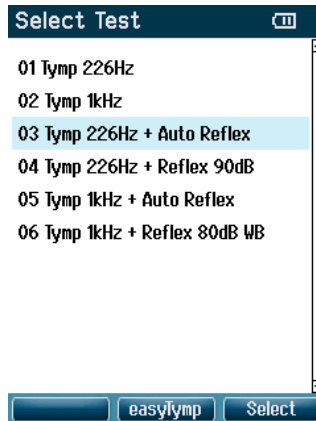 Select Test
01 Tymp 226Hz
02 Tymp 1kHz
03 Tymp 226Hz + Auto Reflex
04 Tymp 226Hz + Reflex 90dB
05 Tymp 1kHz + Auto Reflex
06 Tymp 1kHz + Reflex 80dB WB
easyTymp Select